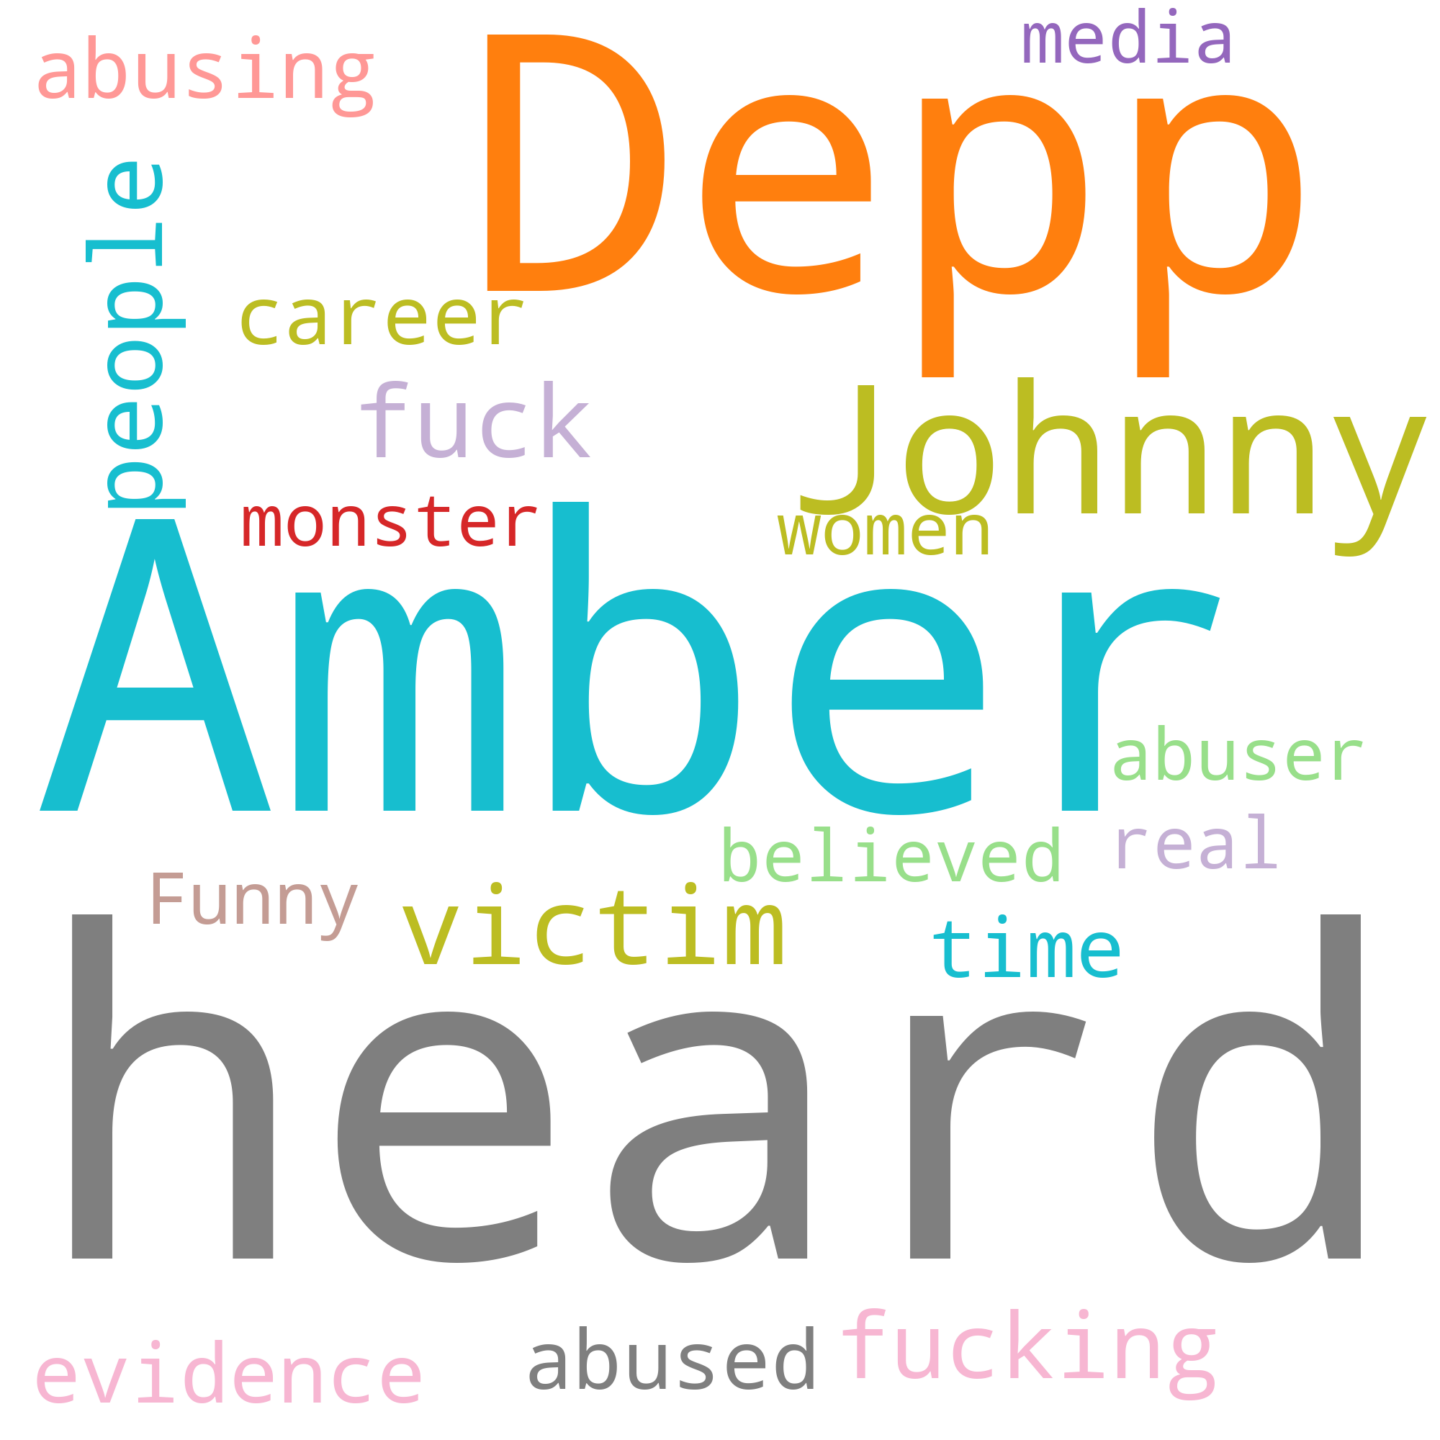 media
abusing
Depp
people
career
fuck
Johnny
monster
women
Amber
abuser
believed
real
Funny
victim
time
heard
fucking
evidence
abused